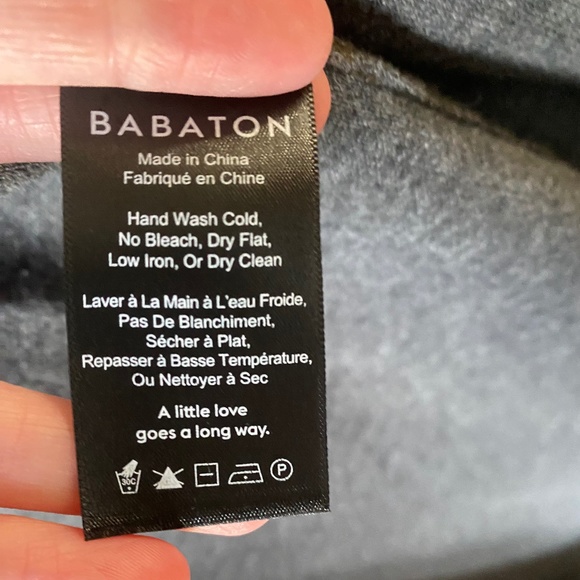 BABATON
Made in China
Fabriqué en Chine
Hand Wash Cold,
No Bleach, Dry Flat,
Low Iron, Or Dry Clean
Laver à La Main à L'eau Froide,
Pas De Blanchiment,
Sécher à Plat,
Repasser à Basse Température,
Ou Nettoyer à Sec
A little love
goes a long way.
30C P